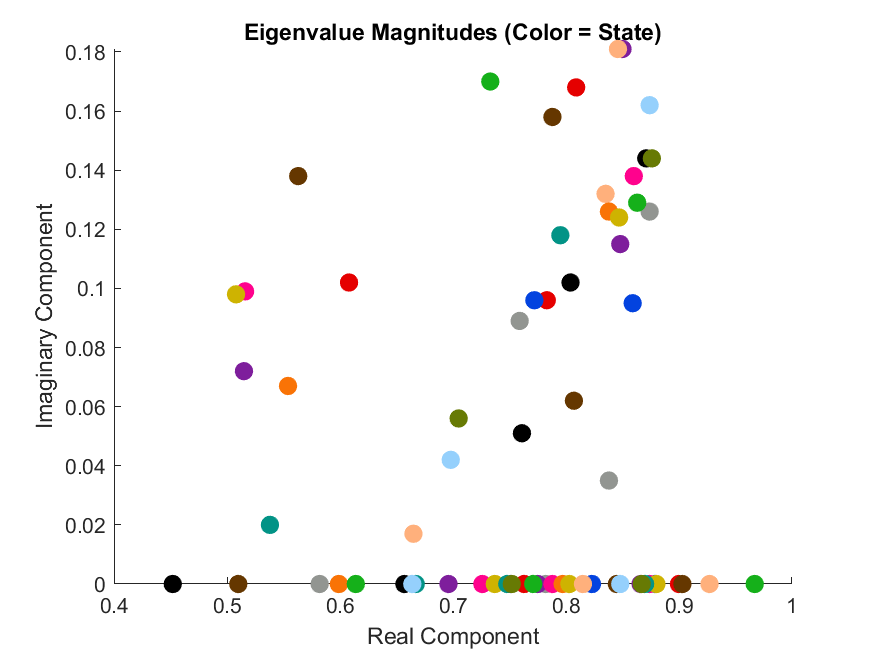 Eigenvalue Magnitudes (Color = State)
0.18
0.16
0.14
0.12
0.1
0.08
0.06
0.04
0.02
0
Imaginary Component
0.4 0.5 0.6 0.7 0.8 0.9 1
Real Component